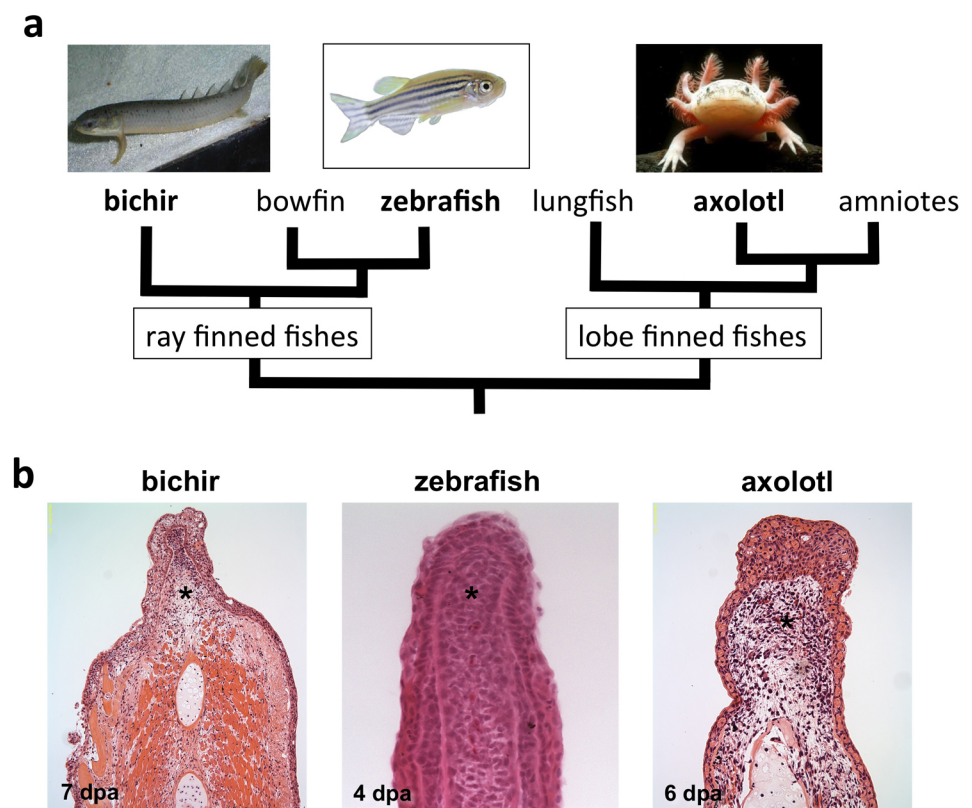 a
bichir bowfin zebrafish lungfish axolotl amniotes
ray finned fishes lobe finned fishes
b
bichir zebrafish axolotl
* * *
7 dpa 4 dpa 6 dpa